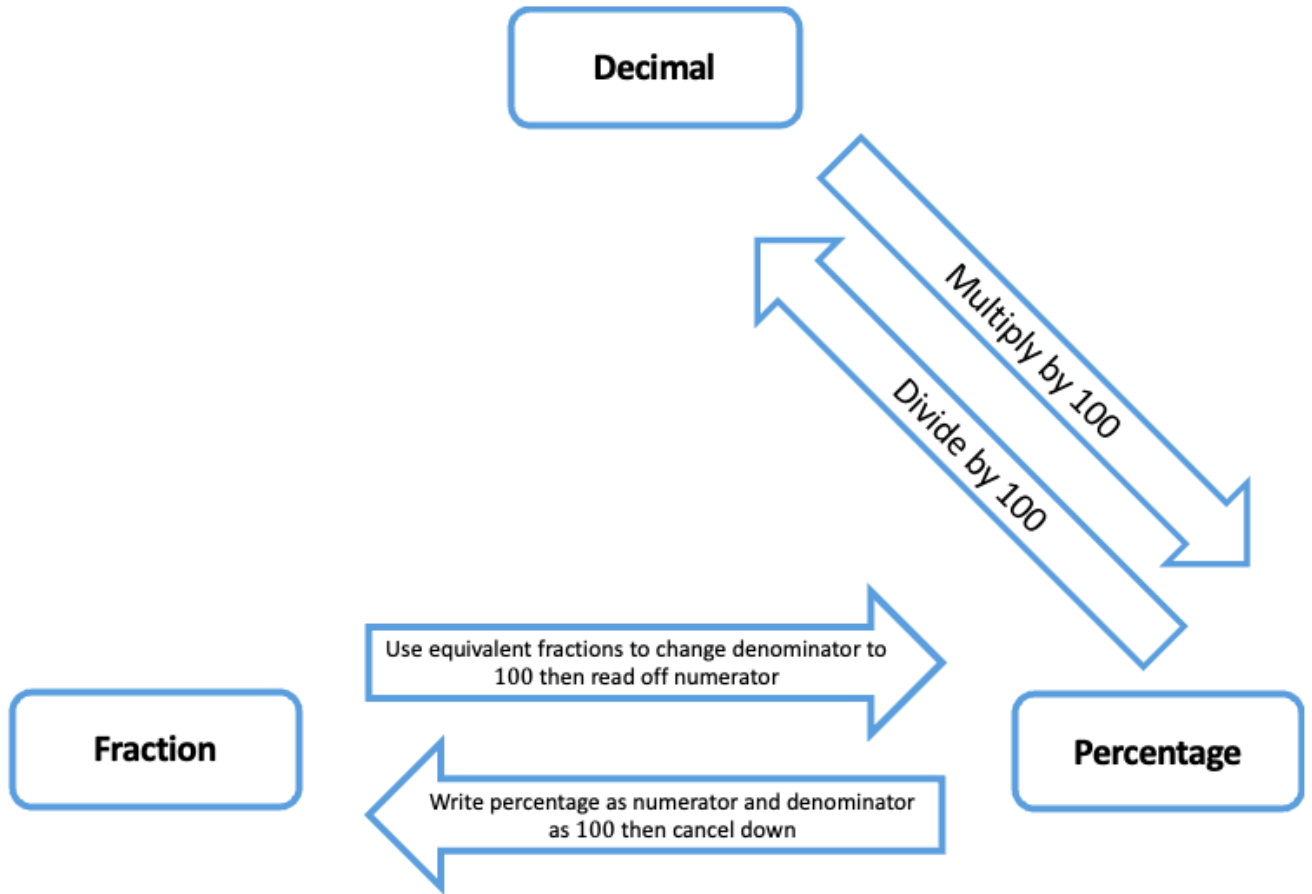 Decimal
Multiply by 100
Divide by 100
Use equivalent fractions to change denominator to
100 then read off numerator
Fraction
Percentage
Write percentage as numerator and denominator
as 100 then cancel down